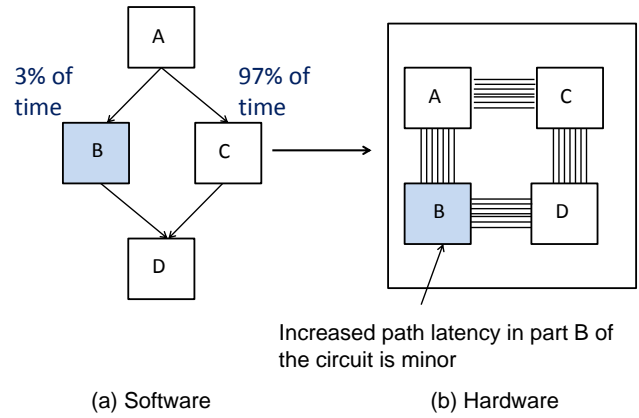 A
3% of
time
97% of
time
B
C
D
A
C
B
D
Increased path latency in part B of
the circuit is minor
(a) Software
(b) Hardware